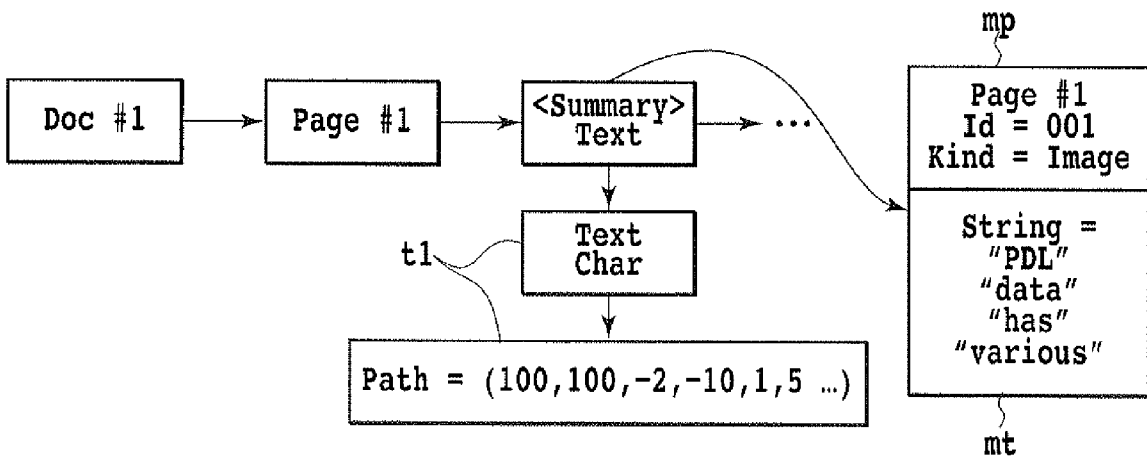 mp
Doc #1
Page #1
<Summary>
Text
...
Page #1
Id = 001
Kind = Image
t1
Text
Char
String =
"PDL"
"data"
"has"
"various"
Path = (100,100,-2,-10,1,5 ...)
mt